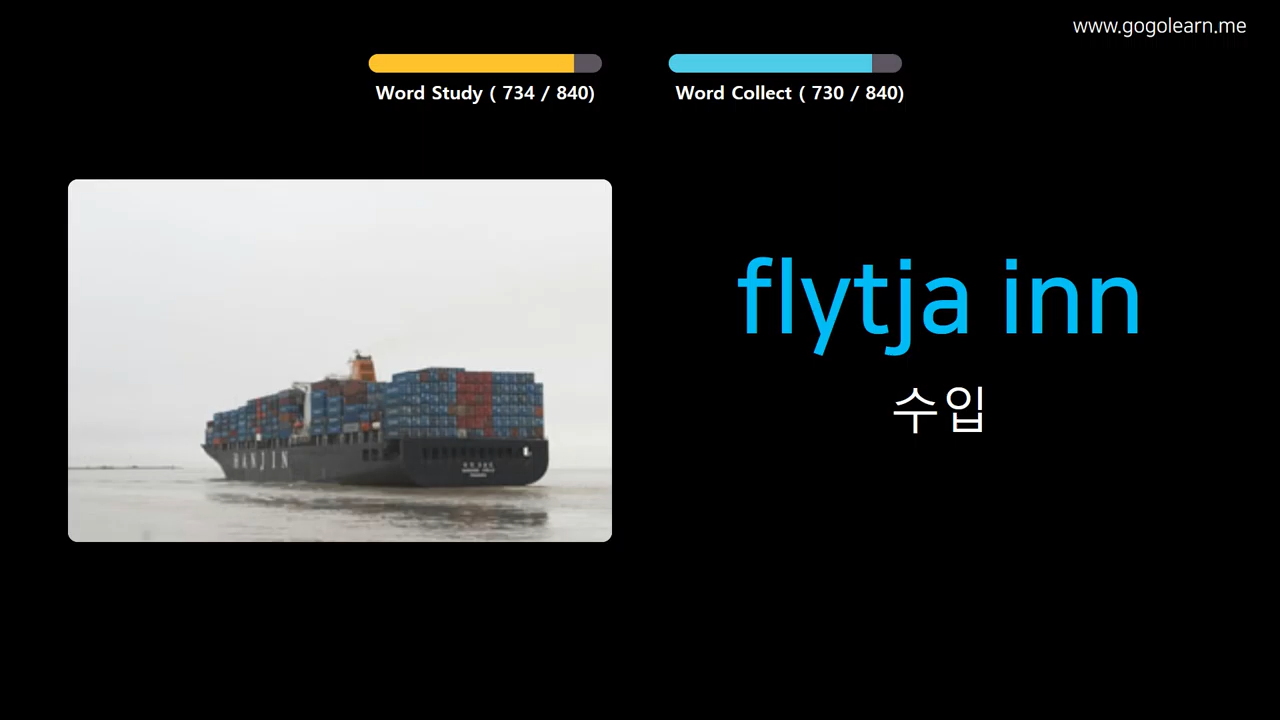 www.gogolearn.me
Word Study ( 734 / 840)
Word Collect ( 730 / 840)
flytja inn
수입
HANJIN